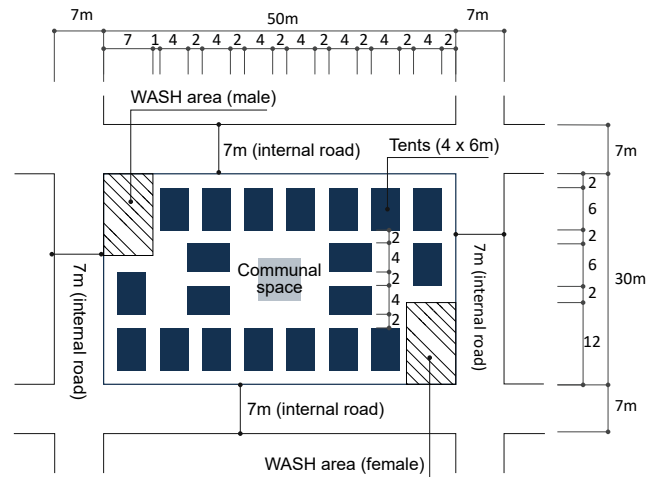 7m
50m
7m
7 1 4 2 4 2 4 2 4 2 4 2 4 2 4 2
WASH area (male)
7m (internal road)
Tents (4 x 6m)
7m
2
6
2
6
2
12
30m
7m
2
4
2
4
2
Communal
space
7m (internal road)
7m (internal road)
7m (internal road)
WASH area (female)